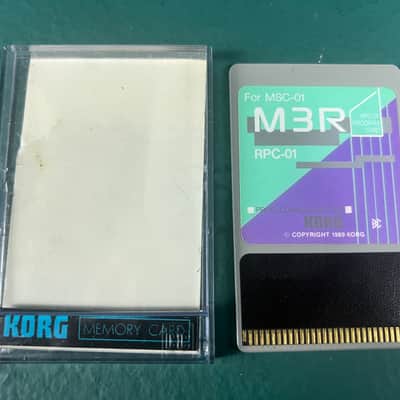 KORG MEMORY CARD
For MSC-01
M3R
RPC-01
KORG
© COPYRIGHT 1989 KORG